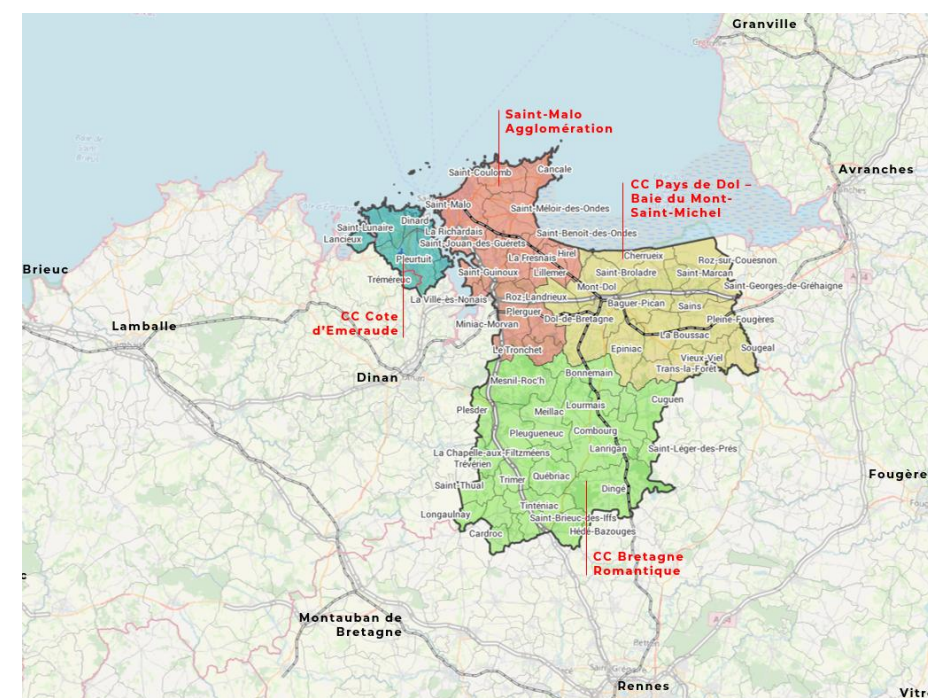 Granville
Saint-Malo
Agglomération
Saint-Coulomb
Cancale
Avranches
CC Pays de Dol –
Baie du Mont-
Saint-Michel
Saint-Malo
Saint-Méloir-des-Ondes
Dinard
Saint-Lunaire
La Richardais
Saint-Benoit-des-Ondes
Lancieux
Saint-Jouan-des-Guérets
Hirel
Cherrueix
Pleurtuit
La Fresnais
Roz-sur-Couesnon
Brieuc
Saint-Guinoux
Lillemer
Saint-Broladre
Saint-Marcan
Tréméreuc
Mont-Dol
Saint-Georges-de-Gréhaigne
La Ville-ès-Nonais
Roz-Landrieux
Baguer-Pican
Sains
CC Cote
d'Emeraude
Plerguer
Dol-de-Bretagne
Pleine-Fougères
Lamballe
Miniac-Morvan
La Boussac
Le Tronchet
Epiniac
Sougeal
Vieux-Viel
Trans-la-Forêt
Dinan
Bonnemain
Mesnil-Roc'h
Cuguen
Plesder
Meillac
Lourmais
Pleugueneuc
Combourg
Lanrigan
Saint-Léger-des-Prés
La Chapelle-aux-Filtzméens
Trévérien
Fougère
Saint-Thual
Trimer
Québriac
Dingé
Tinténiac
Longaulnay
Saint-Brieuc-des-Iffs
Cardroc
Hédé-Bazouges
CC Bretagne
Romantique
Montauban de
Bretagne
Betton
Saint-Grégoire
Rennes
Vitr
A 84